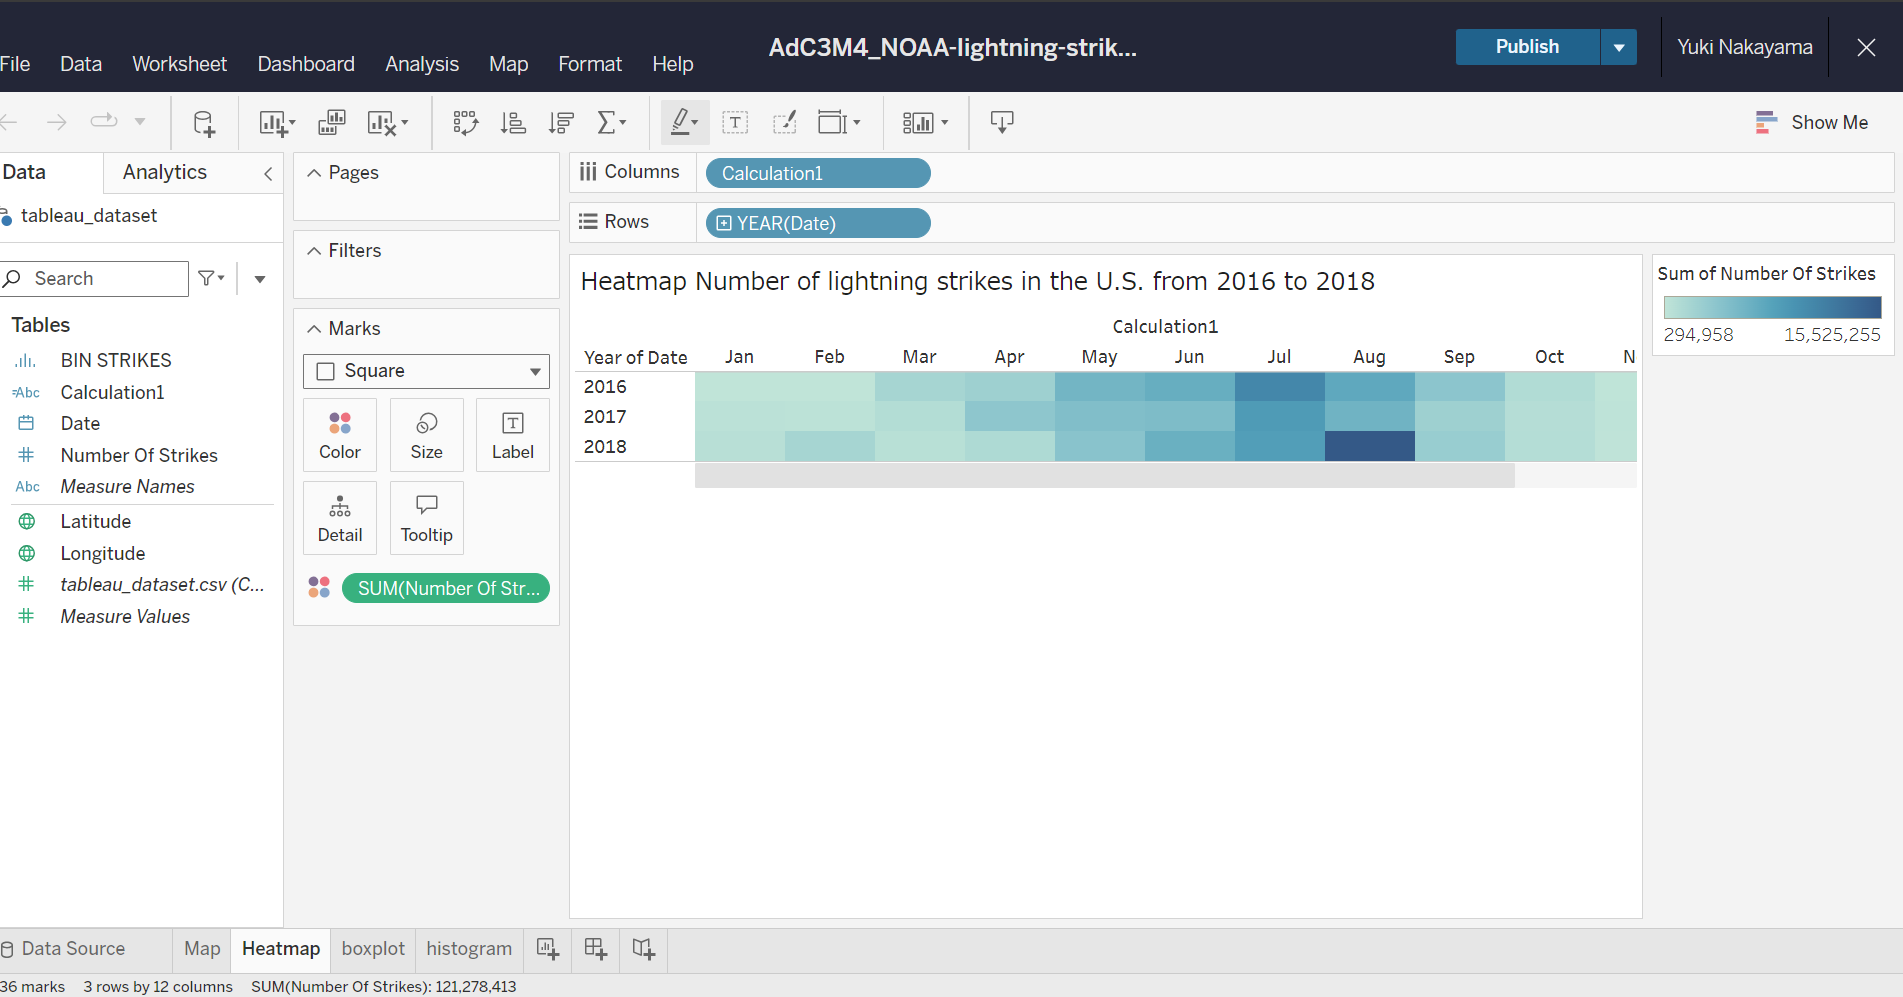 AdC3M4_NOAA-lightning-strik...
Publish
Yuki Nakayama
File Data Worksheet Dashboard Analysis Map Format Help
Show Me
Data
Analytics
tableau_dataset
Search
Tables
BIN STRIKES
=Abc Calculation1
Date
Number Of Strikes
Abc Measure Names
Latitude
Longitude
tableau_dataset.csv (C...
Measure Values
Pages
Filters
Marks
Square
Color Size Label
Detail Tooltip
SUM(Number Of Str...
Columns Calculation1
Rows YEAR(Date)
Heatmap Number of lightning strikes in the U.S. from 2016 to 2018
Calculation1
Year of Date Jan Feb Mar Apr May Jun Jul Aug Sep Oct N
2016
2017
2018
Sum of Number Of Strikes
294,958 15,525,255
Data Source Map Heatmap boxplot histogram
36 marks 3 rows by 12 columns SUM(Number Of Strikes): 121,278,413